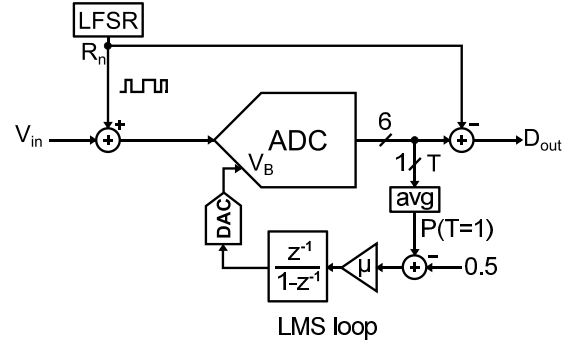 LFSR
Rn
+
−
Vin
+
ADC
6
+
Dout
1
T
VB
DAC
avg
P(T=1)
z-1
1-z-1
μ
+
−
0.5
LMS loop